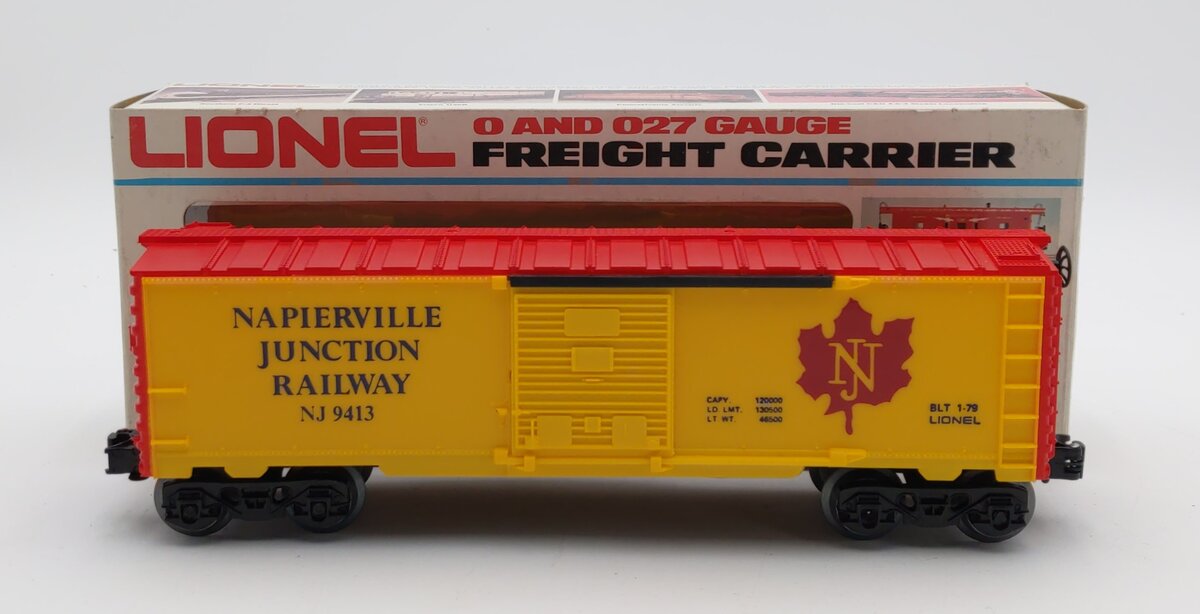 LIONEL®
O AND O27 GAUGE
FREIGHT CARRIER
NAPIERVILLE
JUNCTION
RAILWAY
NJ 9413
NJ
CAPY. 120000
LD LMT. 130500
LT WT. 46500
BLT 1-79
LIONEL